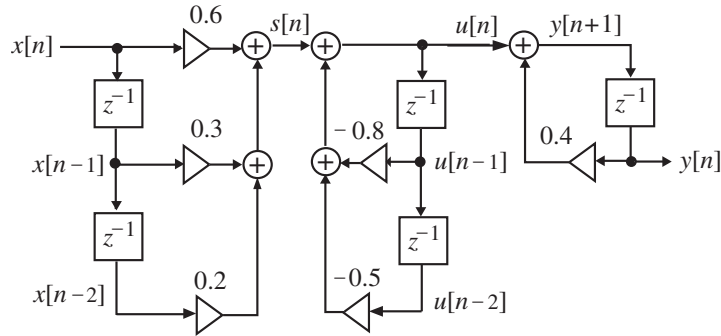 0.6
s[n]
u[n]
y[n+1]
x[n]
z⁻¹
z⁻¹
z⁻¹
0.3
−0.8
0.4
x[n−1]
u[n−1]
y[n]
z⁻¹
z⁻¹
0.2
−0.5
x[n−2]
u[n−2]